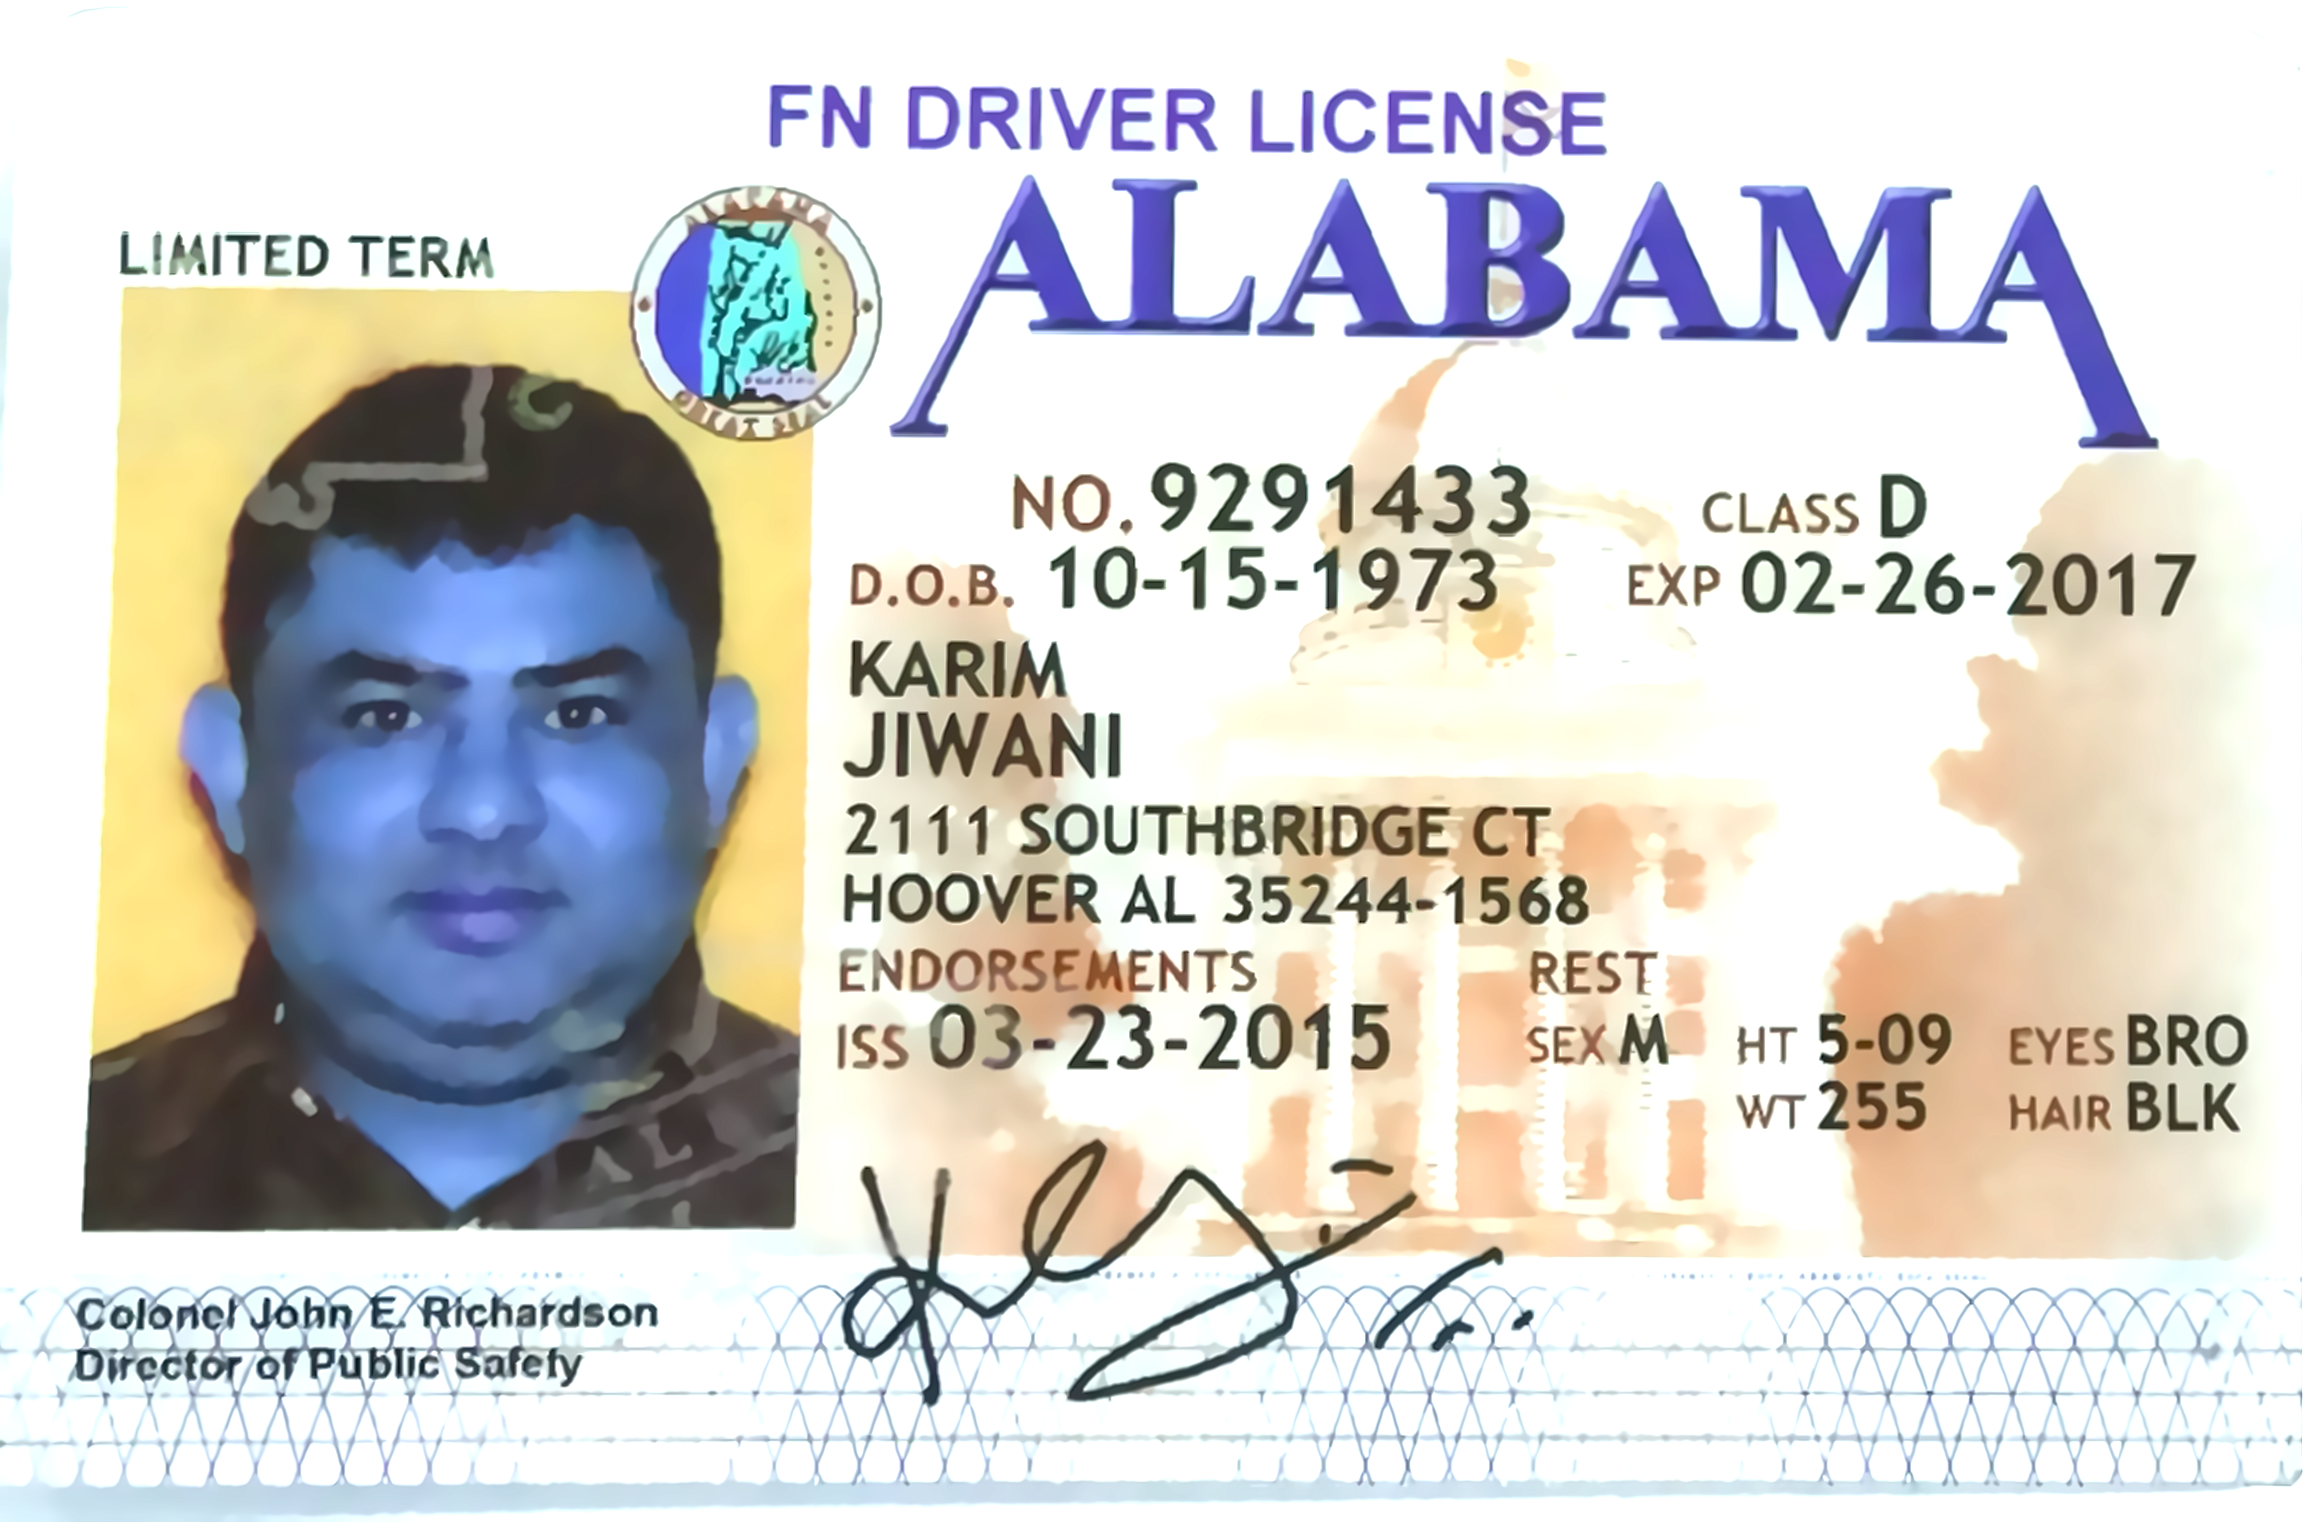 FN DRIVER LICENSE
ALABAMA
LIMITED TERM
NO. 9291433 CLASS D
D.O.B. 10-15-1973 EXP 02-26-2017
KARIM
JIWANI
2111 SOUTHBRIDGE CT
HOOVER AL 35244-1568
ENDORSEMENTS REST
ISS 03-23-2015 SEX M HT 5-09 EYES BRO
WT 255 HAIR BLK
Colonel John E. Richardson
Director of Public Safety